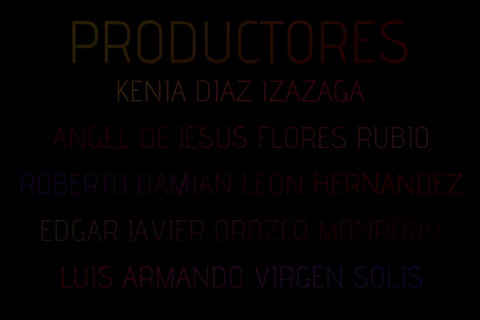 PRODUCTORES
KENIA DIAZ IZAZAGA
ANGEL DE JESUS FLORES RUBIO
ROBERTO DAMIAN LEON HERNANDEZ
EDGAR JAVIER OROZCO
LUIS ARMANDO VIRGEN SOLIS